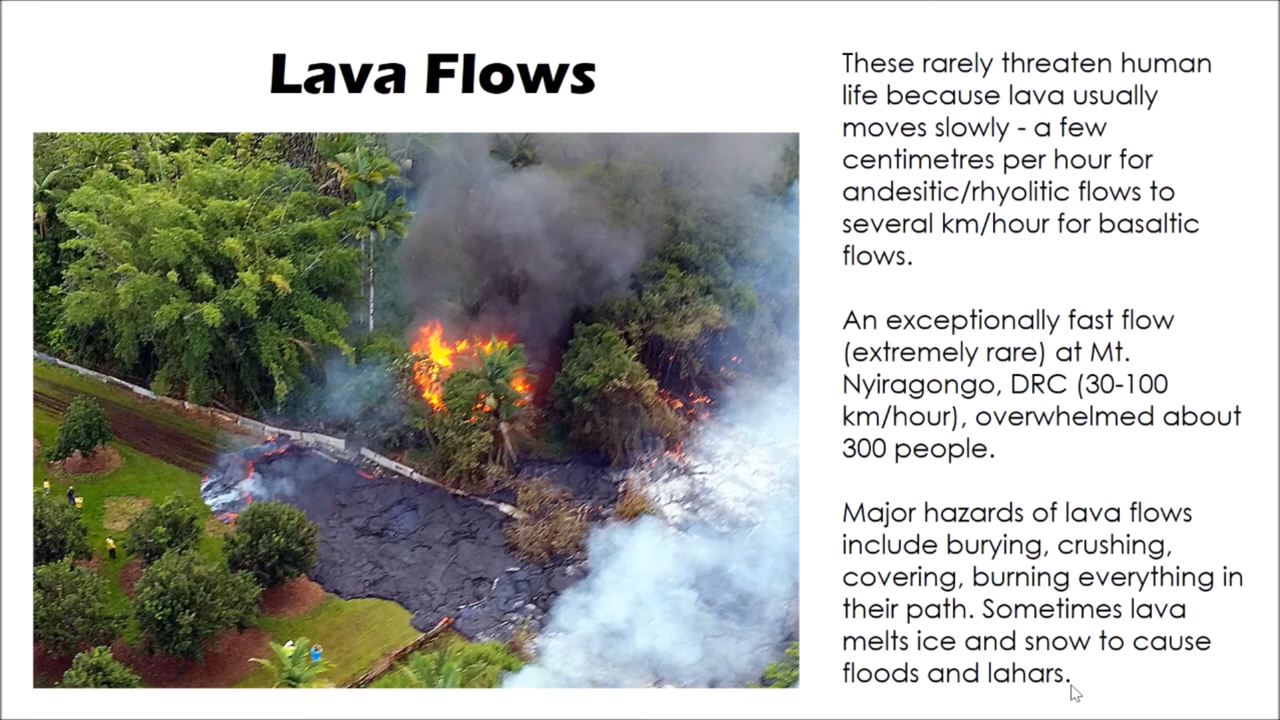 Lava Flows
These rarely threaten human
life because lava usually
moves slowly - a few
centimetres per hour for
andesitic/rhyolitic flows to
several km/hour for basaltic
flows.
An exceptionally fast flow
(extremely rare) at Mt.
Nyiragongo, DRC (30-100
km/hour), overwhelmed about
300 people.
Major hazards of lava flows
include burying, crushing,
covering, burning everything in
their path. Sometimes lava
melts ice and snow to cause
floods and lahars.